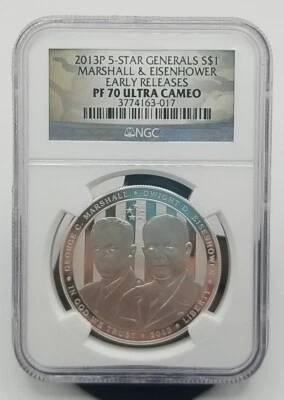 2013P 5-STAR GENERALS S$1
MARSHALL & EISENHOWER
EARLY RELEASES
PF 70 ULTRA CAMEO
3774163-017
NGC
GEORGE C. MARSHALL • DWIGHT D. EISENHOWER
IN GOD WE TRUST • 2013 • LIBERTY